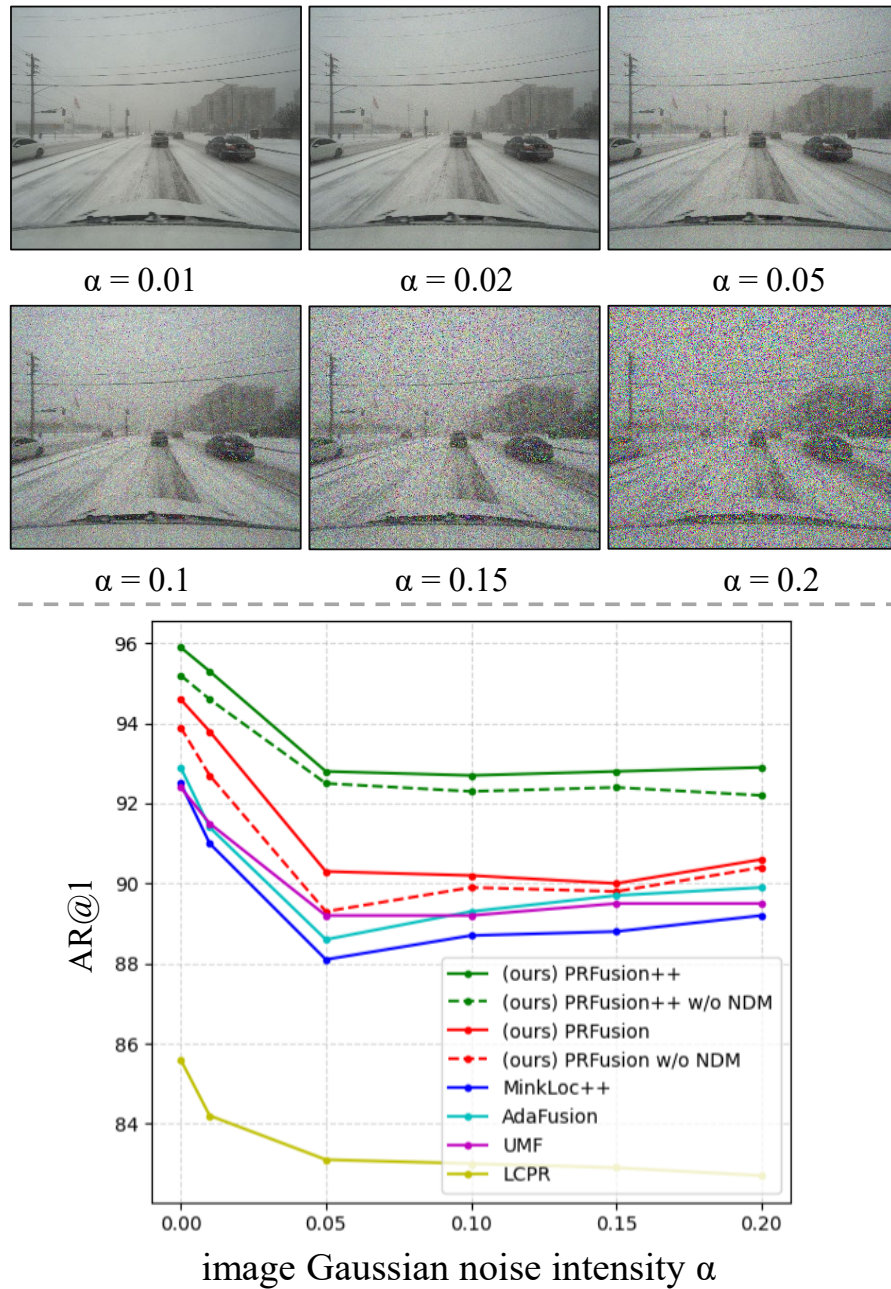 α = 0.01
α = 0.02
α = 0.05
α = 0.1
α = 0.15
α = 0.2
96
94
92
90
88
86
84
AR@1
(ours) PRFusion++
(ours) PRFusion++ w/o NDM
(ours) PRFusion
(ours) PRFusion w/o NDM
MinkLoc++
AdaFusion
UMF
LCPR
0.00
0.05
0.10
0.15
0.20
image Gaussian noise intensity α